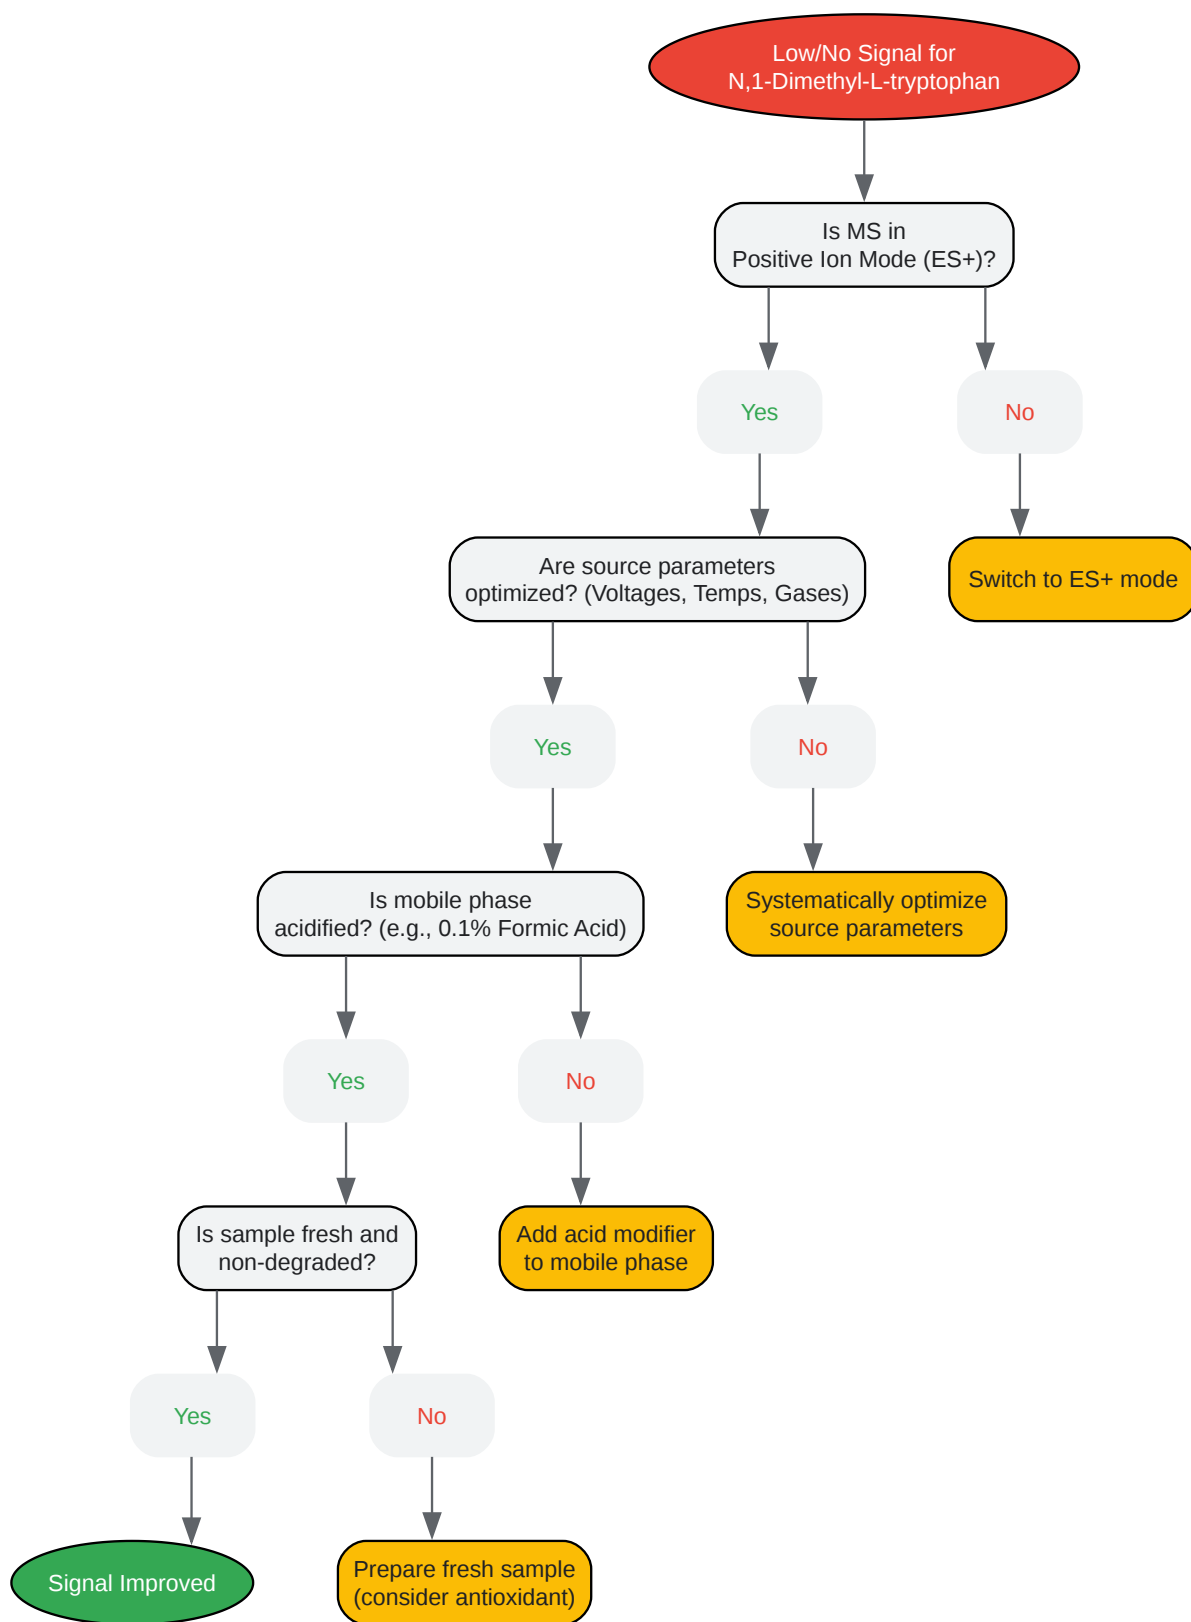 Low/No Signal for
N,1-Dimethyl-L-tryptophan
Is MS in
Positive Ion Mode (ES+)?
Yes
No
Are source parameters
optimized? (Voltages, Temps, Gases)
Switch to ES+ mode
Yes
No
Is mobile phase
acidified? (e.g., 0.1% Formic Acid)
Systematically optimize
source parameters
Yes
No
Is sample fresh and
non-degraded?
Add acid modifier
to mobile phase
Yes
No
Signal Improved
Prepare fresh sample
(consider antioxidant)